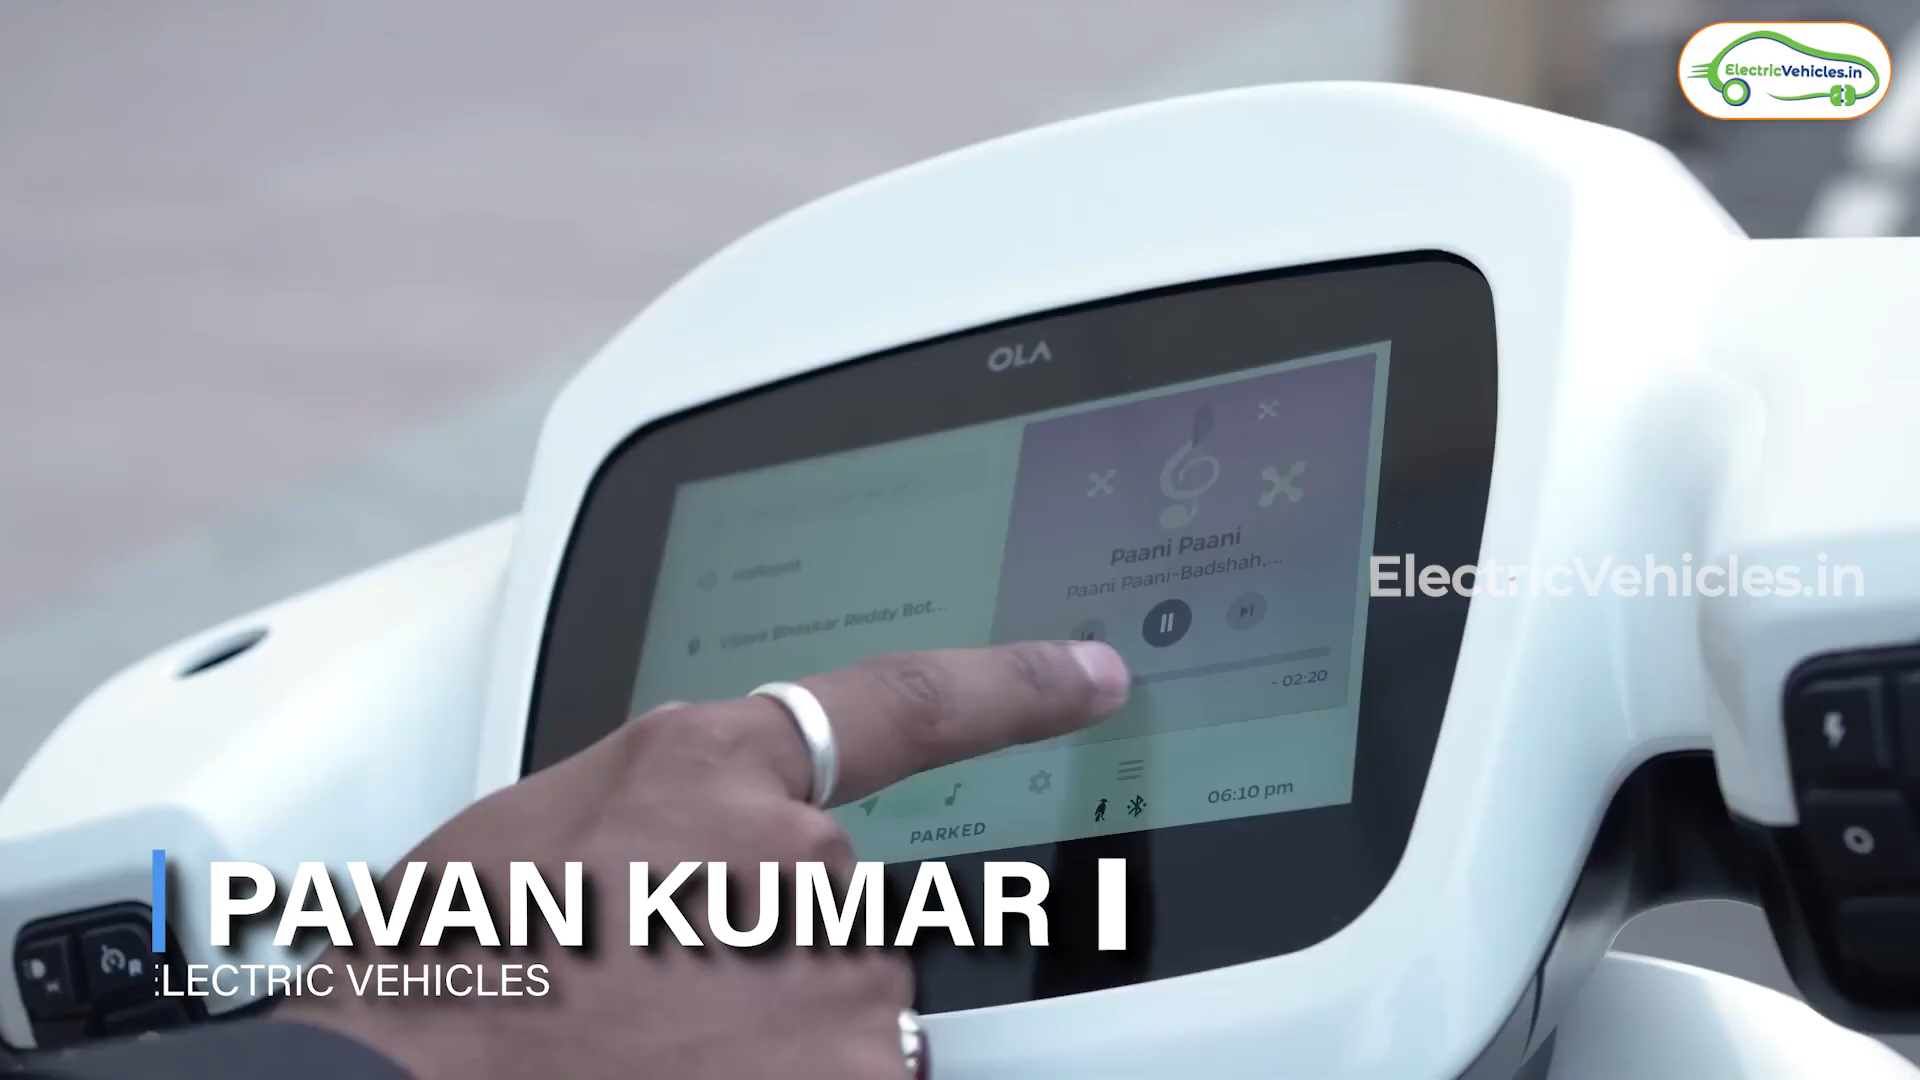 ElectricVehicles.in
OLA
Paani Paani
Paani Paani-Badshah,...
Vijaya Bhaskar Reddy Bot...
ElectricVehicles.in
- 02:20
06:10 pm
PARKED
PAVAN KUMAR
LECTRIC VEHICLES